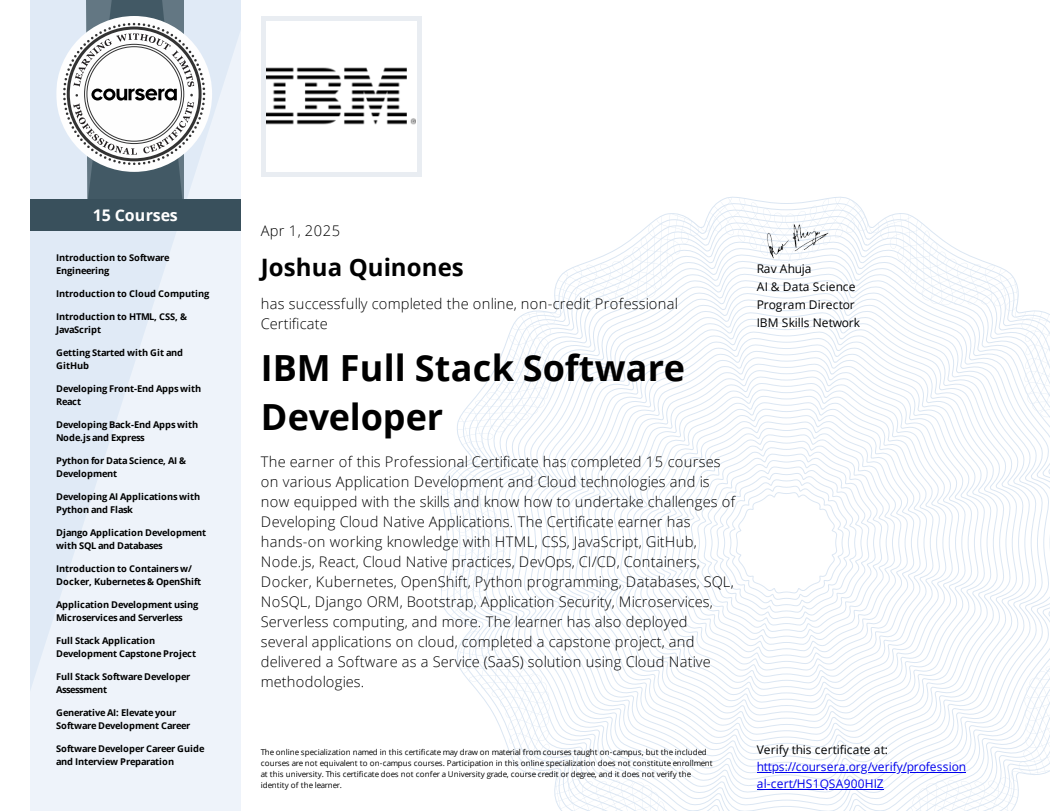 LEARNING WITHOUT LIMITS
coursera
PROFESSIONAL CERTIFICATE
IBM®
15 Courses
Introduction to Software
Engineering
Introduction to Cloud Computing
Introduction to HTML, CSS, &
JavaScript
Getting Started with Git and
GitHub
Developing Front-End Apps with
React
Developing Back-End Apps with
Node.js and Express
Python for Data Science, AI &
Development
Developing AI Applications with
Python and Flask
Django Application Development
with SQL and Databases
Introduction to Containers w/
Docker, Kubernetes & OpenShift
Application Development using
Microservices and Serverless
Full Stack Application
Development Capstone Project
Full Stack Software Developer
Assessment
Generative AI: Elevate your
Software Development Career
Software Developer Career Guide
and Interview Preparation
Apr 1, 2025
Joshua Quinones
has successfully completed the online, non-credit Professional
Certificate
IBM Full Stack Software
Developer
The earner of this Professional Certificate has completed 15 courses
on various Application Development and Cloud technologies and is
now equipped with the skills and know how to undertake challenges of
Developing Cloud Native Applications. The Certificate earner has
hands-on working knowledge with HTML, CSS, JavaScript, GitHub,
Node.js, React, Cloud Native practices, DevOps, CI/CD, Containers,
Docker, Kubernetes, OpenShift, Python programming, Databases, SQL,
NoSQL, Django ORM, Bootstrap, Application Security, Microservices,
Serverless computing, and more. The learner has also deployed
several applications on cloud, completed a capstone project, and
delivered a Software as a Service (SaaS) solution using Cloud Native
methodologies.
Rav Ahuja
Rav Ahuja
AI & Data Science
Program Director
IBM Skills Network
The online specialization named in this certificate may draw on material from courses taught on-campus, but the included
courses are not equivalent to on-campus courses. Participation in this online specialization does not constitute enrollment
at this university. This certificate does not confer a University grade, course credit or degree, and it does not verify the
identity of the learner.
Verify this certificate at:
https://coursera.org/verify/profession
al-cert/HS1QSA900HIZ